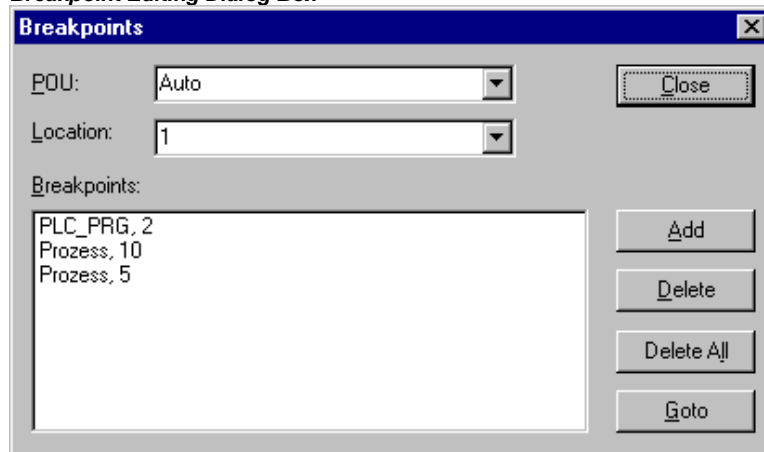 Breakpoint Editing Dialog Box
Breakpoints
POU:
Auto
Close
Location:
1
Breakpoints:
PLC_PRG, 2
Prozess, 10
Prozess, 5
Add
Delete
Delete All
Goto